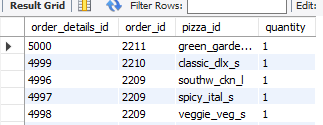 Result Grid Filter Rows: Edit:
order_details_id order_id pizza_id quantity
5000 2211 green_garde... 1
4999 2210 classic_dlx_s 1
4996 2209 southw_ckn_l 1
4997 2209 spicy_ital_s 1
4998 2209 veggie_veg_s 1